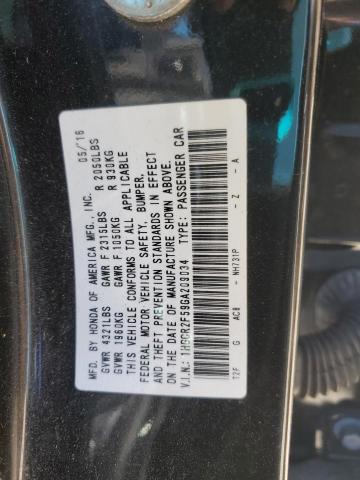 MFD. BY HONDA OF AMERICA MFG., INC. 05/16
GVWR 4321LBS GAWR F 2315LBS R 2050LBS
GVWR 1960KG GAWR F 1050KG R 930KG
THIS VEHICLE CONFORMS TO ALL APPLICABLE
FEDERAL MOTOR VEHICLE SAFETY, BUMPER,
AND THEFT PREVENTION STANDARDS IN EFFECT
ON THE DATE OF MANUFACTURE SHOWN ABOVE.
V.I.N.: 1HGCR2F59GA209034 TYPE: PASSENGER CAR
T2F G AC8 - NH731P - Z - A